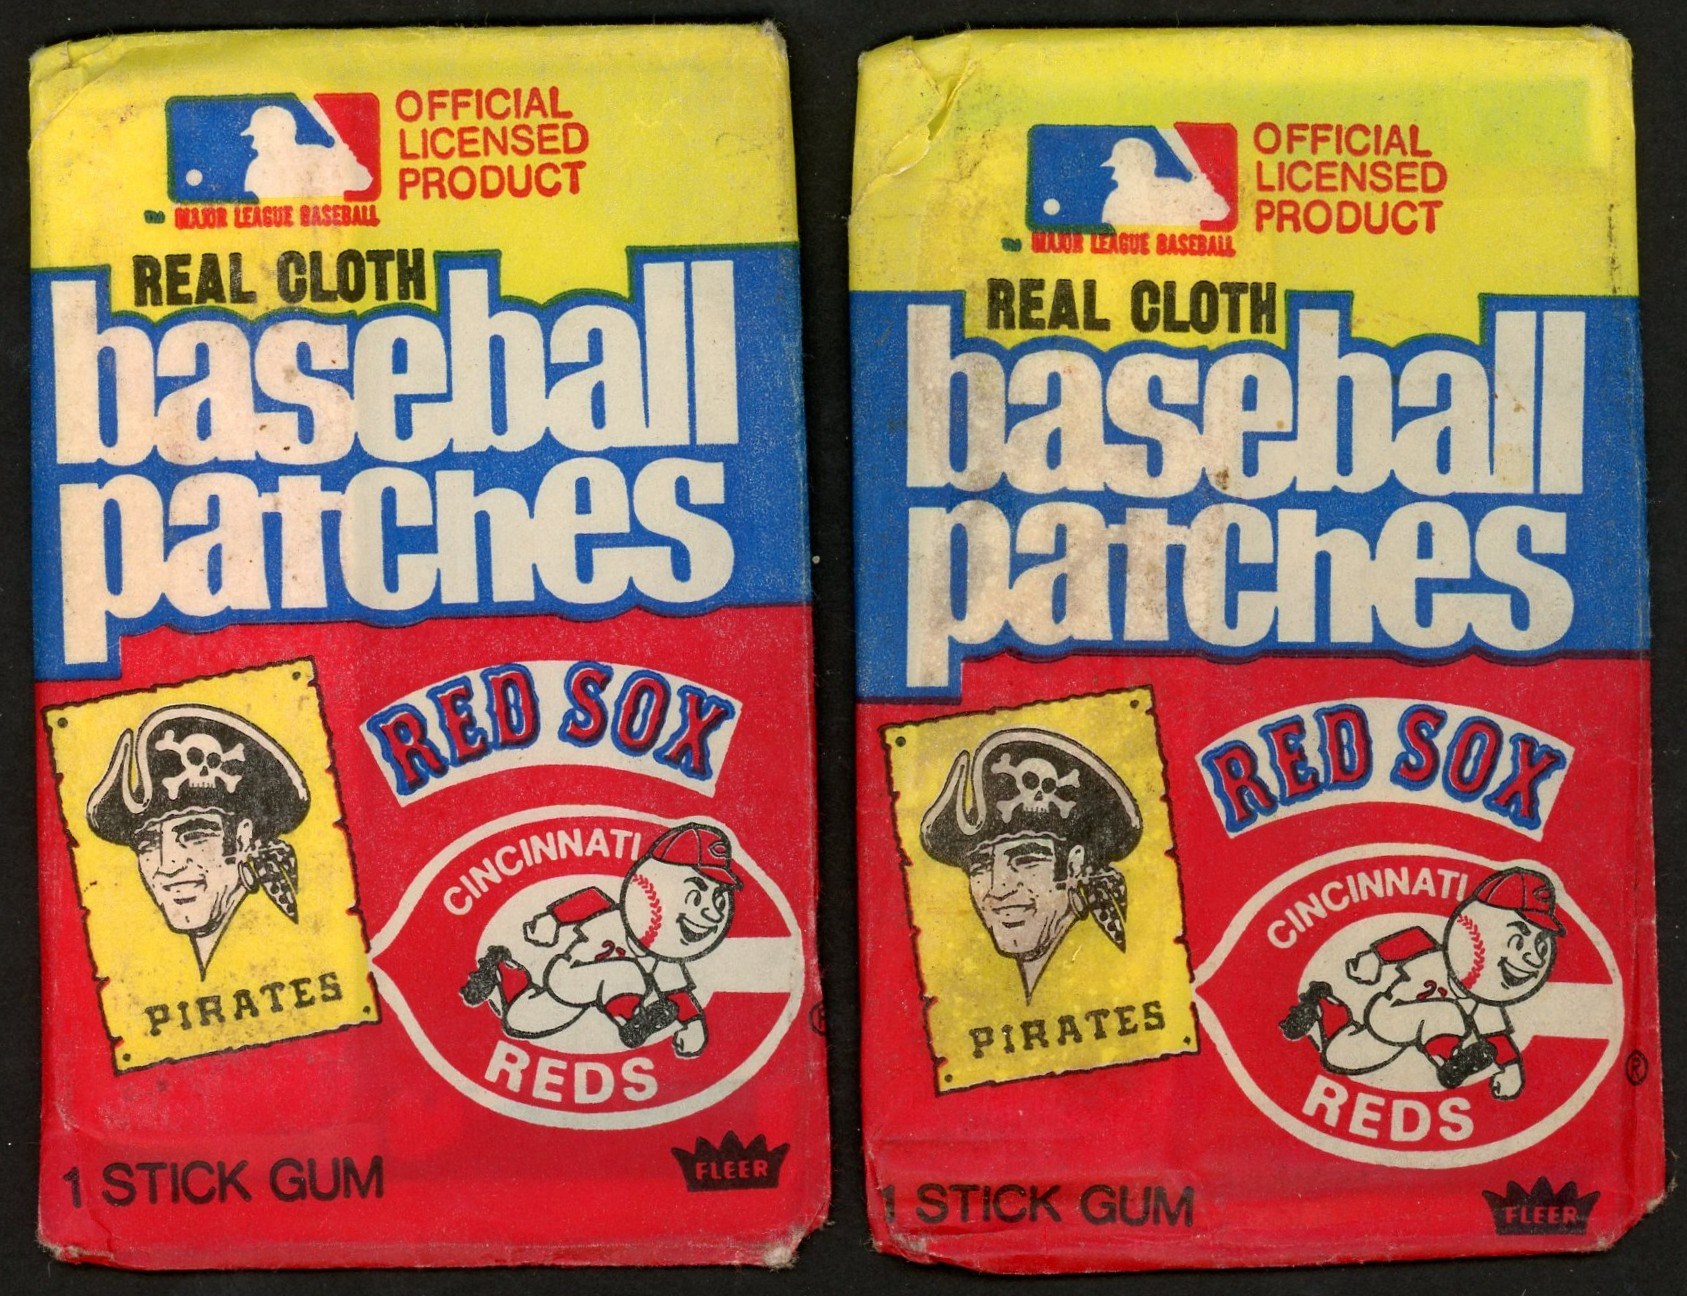 OFFICIAL
LICENSED
PRODUCT
™ MAJOR LEAGUE BASEBALL
REAL CLOTH
baseball
patches
RED SOX
CINCINNATI
C
PIRATES
REDS
®
1 STICK GUM
FLEER
OFFICIAL
LICENSED
PRODUCT
™ MAJOR LEAGUE BASEBALL
REAL CLOTH
baseball
patches
RED SOX
CINCINNATI
C
PIRATES
REDS
®
1 STICK GUM
FLEER